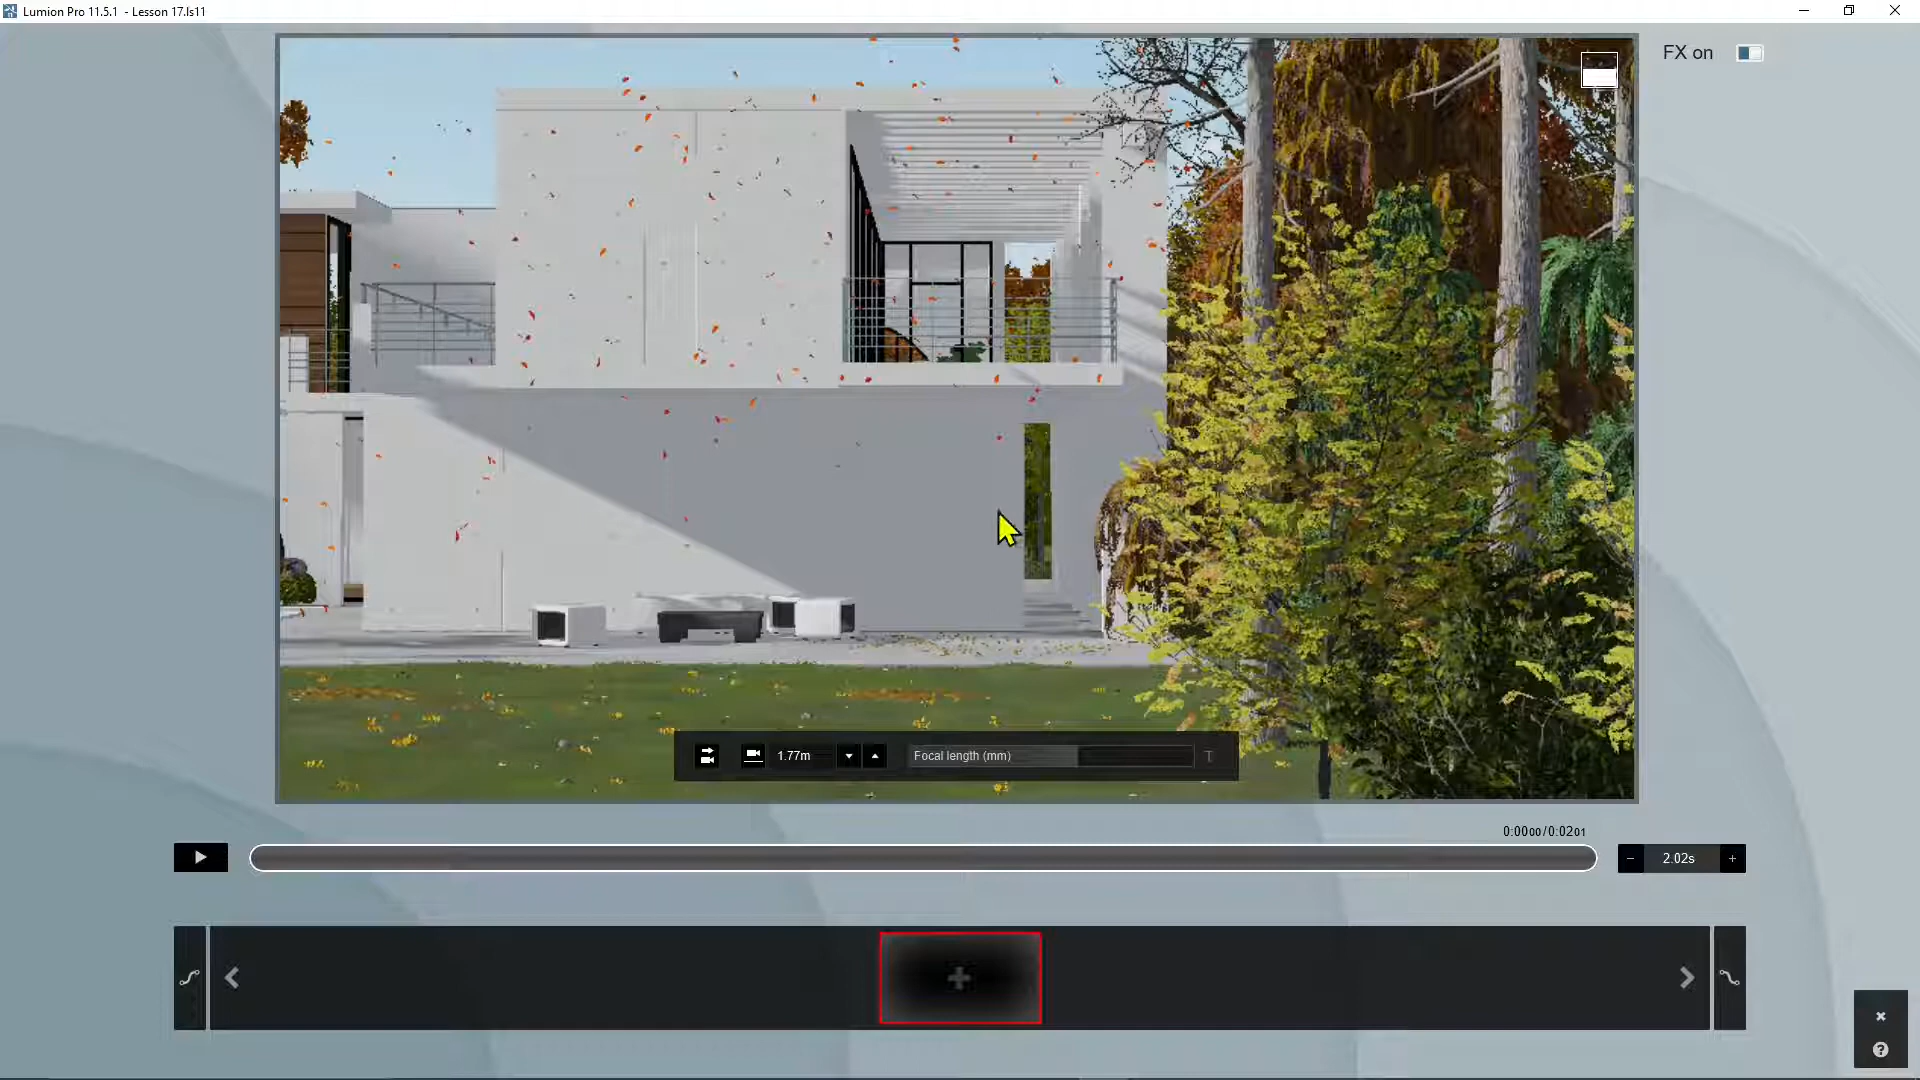 Lumion Pro 11.5.1 - Lesson 17.ls11
FX on
1.77m
Focal length (mm)
T
0:0000/0:0201
- 2.02s +